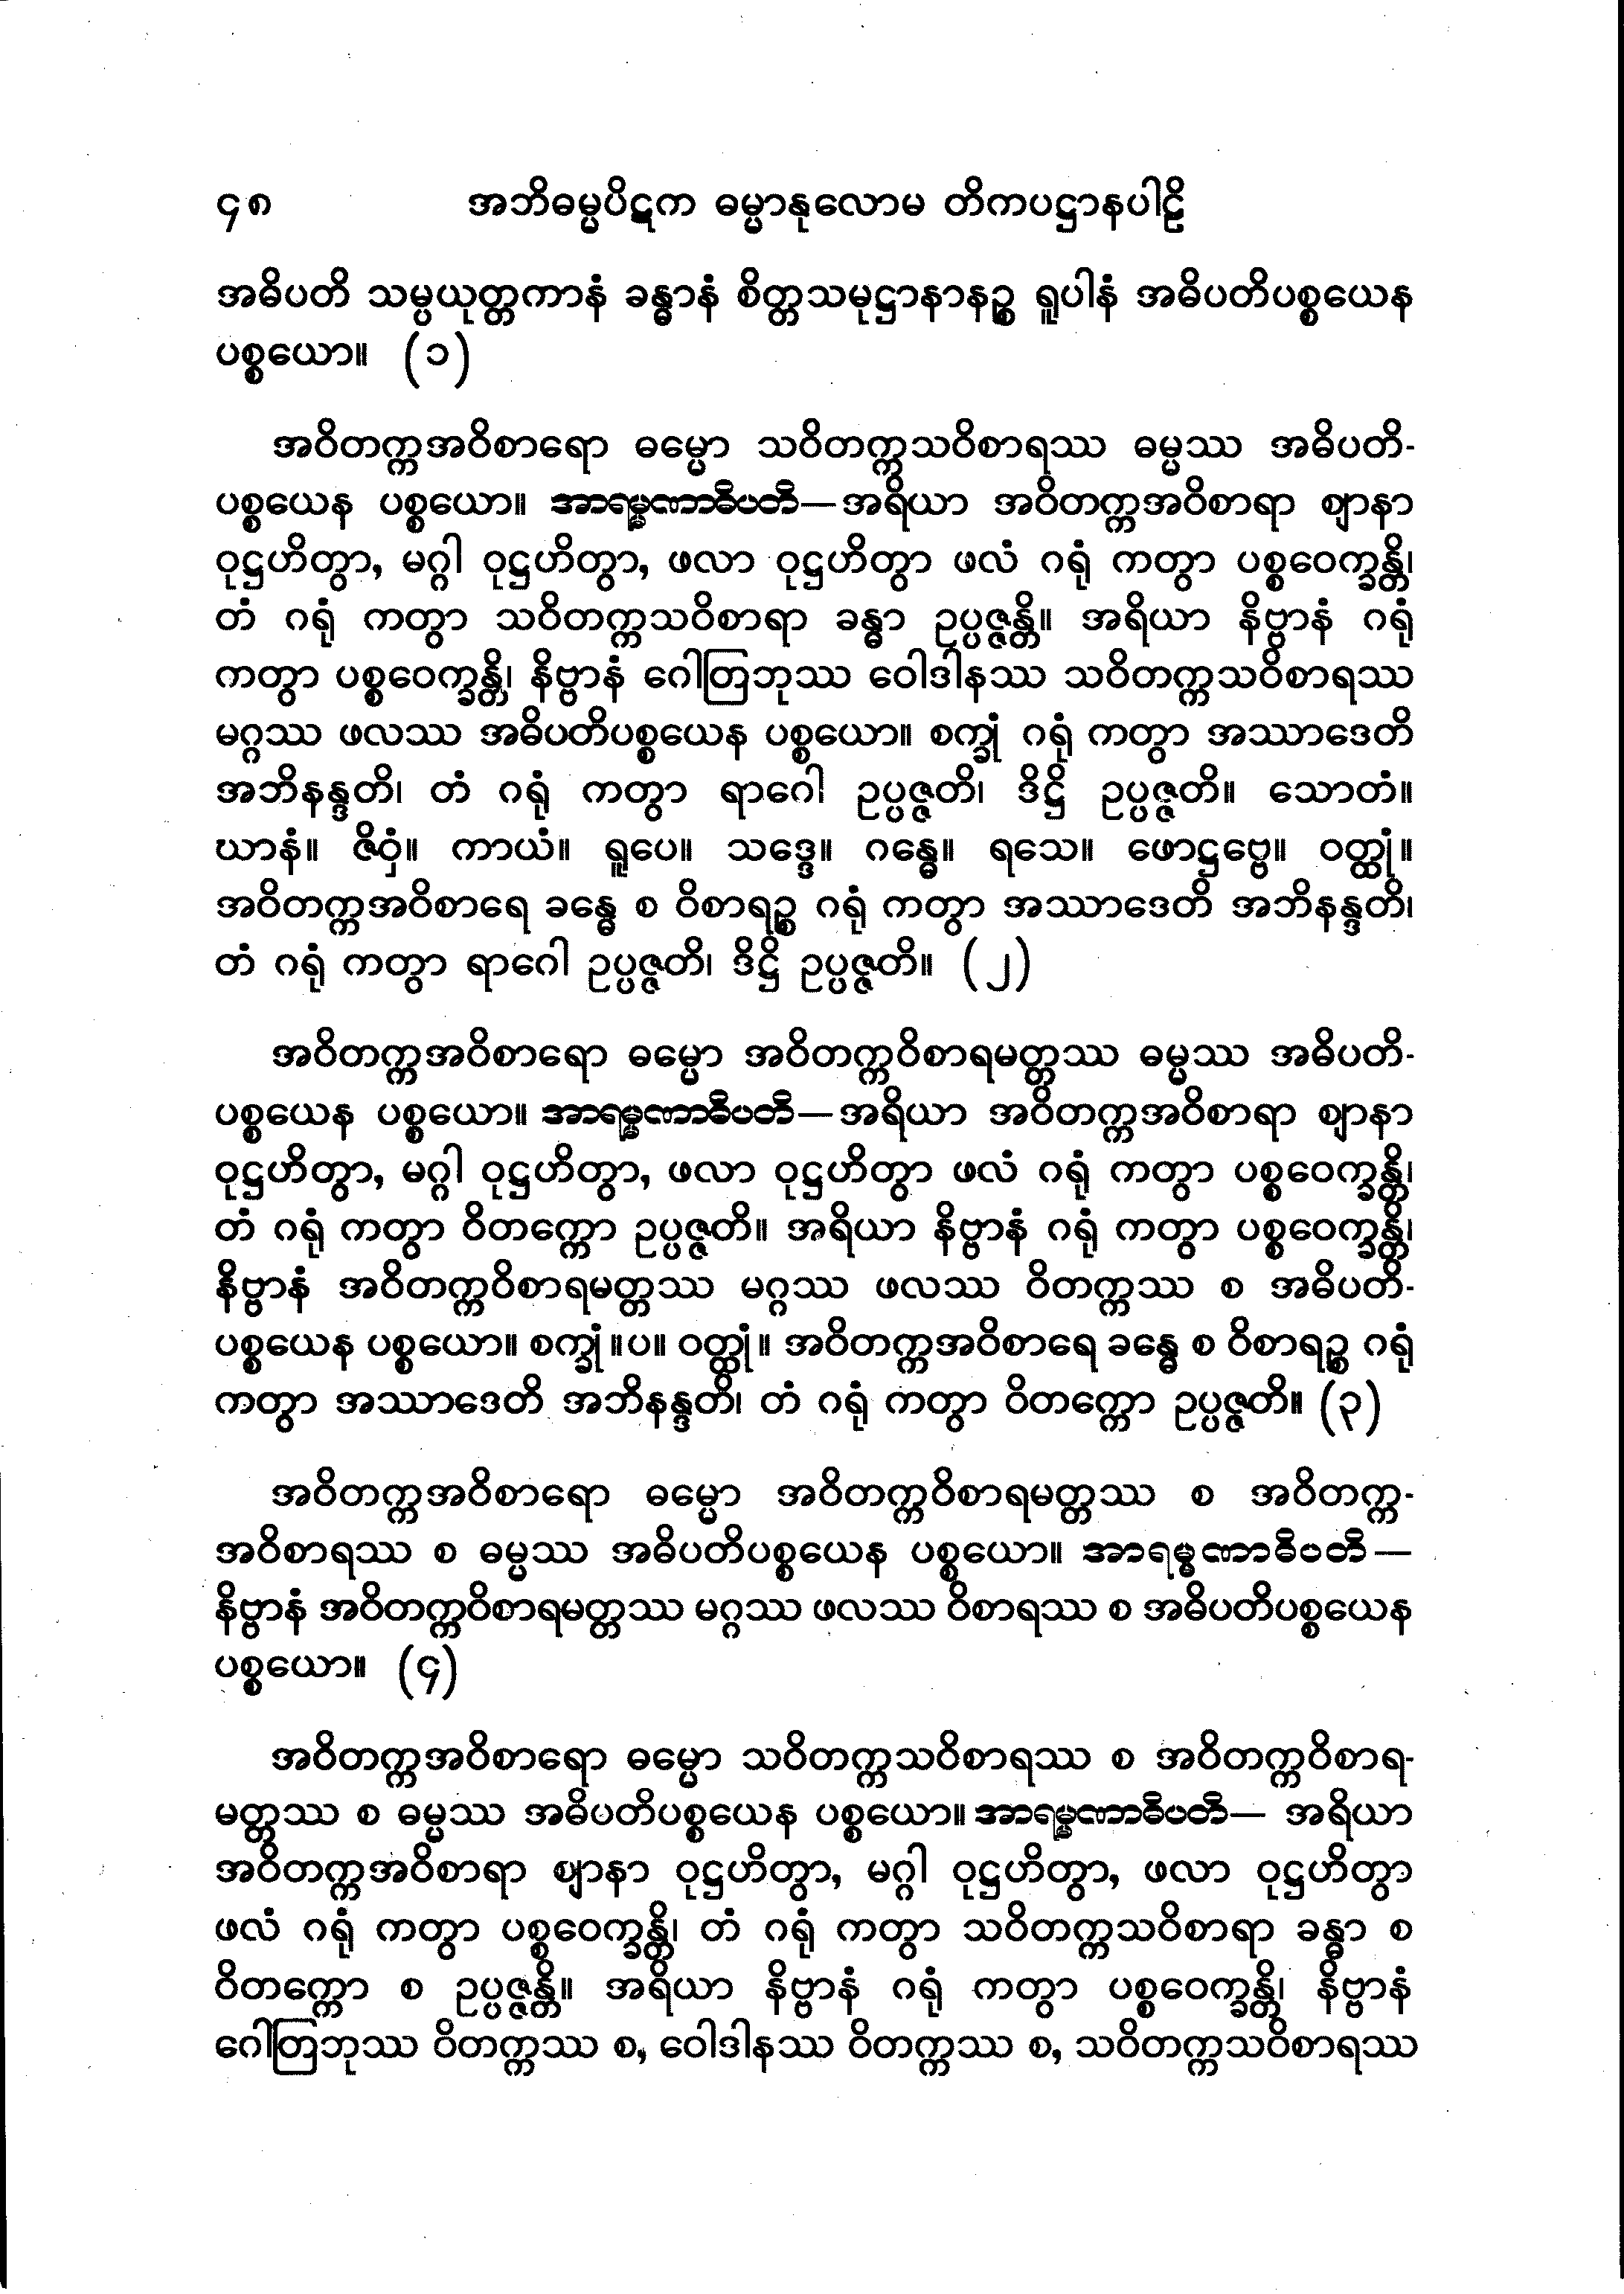 ၄၈ အဘိဓမ္မပိဋက ဓမ္မာနုလောမ တိကပဋ္ဌာနပါဠိ
အဓိပတိ သမ္ပယုတ္တကာနံ ခန္ဓာနံ စိတ္တသမုဋ္ဌာနာနဉ္စ ရူပါနံ အဓိပတိပစ္စယေန
ပစ္စယော။ (၁)
အဝိတက္ကအဝိစာရော ဓမ္မော သဝိတက္ကသဝိစာရဿ ဓမ္မဿ အဓိပတိ-
ပစ္စယေန ပစ္စယော။ အာရမ္မဏာဓိပတိ—အရိယာ အဝိတက္ကအဝိစာရာ ဈာနာ
ဝုဋ္ဌဟိတွာ, မဂ္ဂါ ဝုဋ္ဌဟိတွာ, ဖလာ ဝုဋ္ဌဟိတွာ ဖလံ ဂရုံ ကတွာ ပစ္စဝေက္ခန္တိ၊
တံ ဂရုံ ကတွာ သဝိတက္ကသဝိစာရာ ခန္ဓာ ဥပ္ပဇ္ဇန္တိ။ အရိယာ နိဗ္ဗာနံ ဂရုံ
ကတွာ ပစ္စဝေက္ခန္တိ၊ နိဗ္ဗာနံ ဂေါတြဘုဿ ဝေါဒါနဿ သဝိတက္ကသဝိစာရဿ
မဂ္ဂဿ ဖလဿ အဓိပတိပစ္စယေန ပစ္စယော။ စက္ခုံ ဂရုံ ကတွာ အဿာဒေတိ
အဘိနန္ဒတိ၊ တံ ဂရုံ ကတွာ ရာဂေါ ဥပ္ပဇ္ဇတိ၊ ဒိဋ္ဌိ ဥပ္ပဇ္ဇတိ။ သောတံ။
ဃာနံ။ ဇိဝှံ။ ကာယံ။ ရူပေ။ သဒ္ဒေ။ ဂန္ဓေ။ ရသေ။ ဖောဋ္ဌဗ္ဗေ။ ဝတ္ထုံ။
အဝိတက္ကအဝိစာရေ ခန္ဓေ စ ဝိစာရဉ္စ ဂရုံ ကတွာ အဿာဒေတိ အဘိနန္ဒတိ၊
တံ ဂရုံ ကတွာ ရာဂေါ ဥပ္ပဇ္ဇတိ၊ ဒိဋ္ဌိ ဥပ္ပဇ္ဇတိ။ (၂)
အဝိတက္ကအဝိစာရော ဓမ္မော အဝိတက္ကဝိစာရမတ္တဿ ဓမ္မဿ အဓိပတိ-
ပစ္စယေန ပစ္စယော။ အာရမ္မဏာဓိပတိ—အရိယာ အဝိတက္ကအဝိစာရာ ဈာနာ
ဝုဋ္ဌဟိတွာ, မဂ္ဂါ ဝုဋ္ဌဟိတွာ, ဖလာ ဝုဋ္ဌဟိတွာ ဖလံ ဂရုံ ကတွာ ပစ္စဝေက္ခန္တိ၊
တံ ဂရုံ ကတွာ ဝိတက္ကော ဥပ္ပဇ္ဇတိ။ အရိယာ နိဗ္ဗာနံ ဂရုံ ကတွာ ပစ္စဝေက္ခန္တိ၊
နိဗ္ဗာနံ အဝိတက္ကဝိစာရမတ္တဿ မဂ္ဂဿ ဖလဿ ဝိတက္ကဿ စ အဓိပတိ-
ပစ္စယေန ပစ္စယော။ စက္ခုံ ။ပ။ ဝတ္ထုံ။ အဝိတက္ကအဝိစာရေ ခန္ဓေ စ ဝိစာရဉ္စ ဂရုံ
ကတွာ အဿာဒေတိ အဘိနန္ဒတိ၊ တံ ဂရုံ ကတွာ ဝိတက္ကော ဥပ္ပဇ္ဇတိ။ (၃)
အဝိတက္ကအဝိစာရော ဓမ္မော အဝိတက္ကဝိစာရမတ္တဿ စ အဝိတက္က-
အဝိစာရဿ စ ဓမ္မဿ အဓိပတိပစ္စယေန ပစ္စယော။ အာရမ္မဏာဓိပတိ—
နိဗ္ဗာနံ အဝိတက္ကဝိစာရမတ္တဿ မဂ္ဂဿ ဖလဿ ဝိစာရဿ စ အဓိပတိပစ္စယေန
ပစ္စယော။ (၄)
အဝိတက္ကအဝိစာရော ဓမ္မော သဝိတက္ကသဝိစာရဿ စ အဝိတက္ကဝိစာရ-
မတ္တဿ စ ဓမ္မဿ အဓိပတိပစ္စယေန ပစ္စယော။ အာရမ္မဏာဓိပတိ— အရိယာ
အဝိတက္ကအဝိစာရာ ဈာနာ ဝုဋ္ဌဟိတွာ, မဂ္ဂါ ဝုဋ္ဌဟိတွာ, ဖလာ ဝုဋ္ဌဟိတွာ
ဖလံ ဂရုံ ကတွာ ပစ္စဝေက္ခန္တိ၊ တံ ဂရုံ ကတွာ သဝိတက္ကသဝိစာရာ ခန္ဓာ စ
ဝိတက္ကော စ ဥပ္ပဇ္ဇန္တိ။ အရိယာ နိဗ္ဗာနံ ဂရုံ ကတွာ ပစ္စဝေက္ခန္တိ၊ နိဗ္ဗာနံ
ဂေါတြဘုဿ ဝိတက္ကဿ စ, ဝေါဒါနဿ ဝိတက္ကဿ စ, သဝိတက္ကသဝိစာရဿ